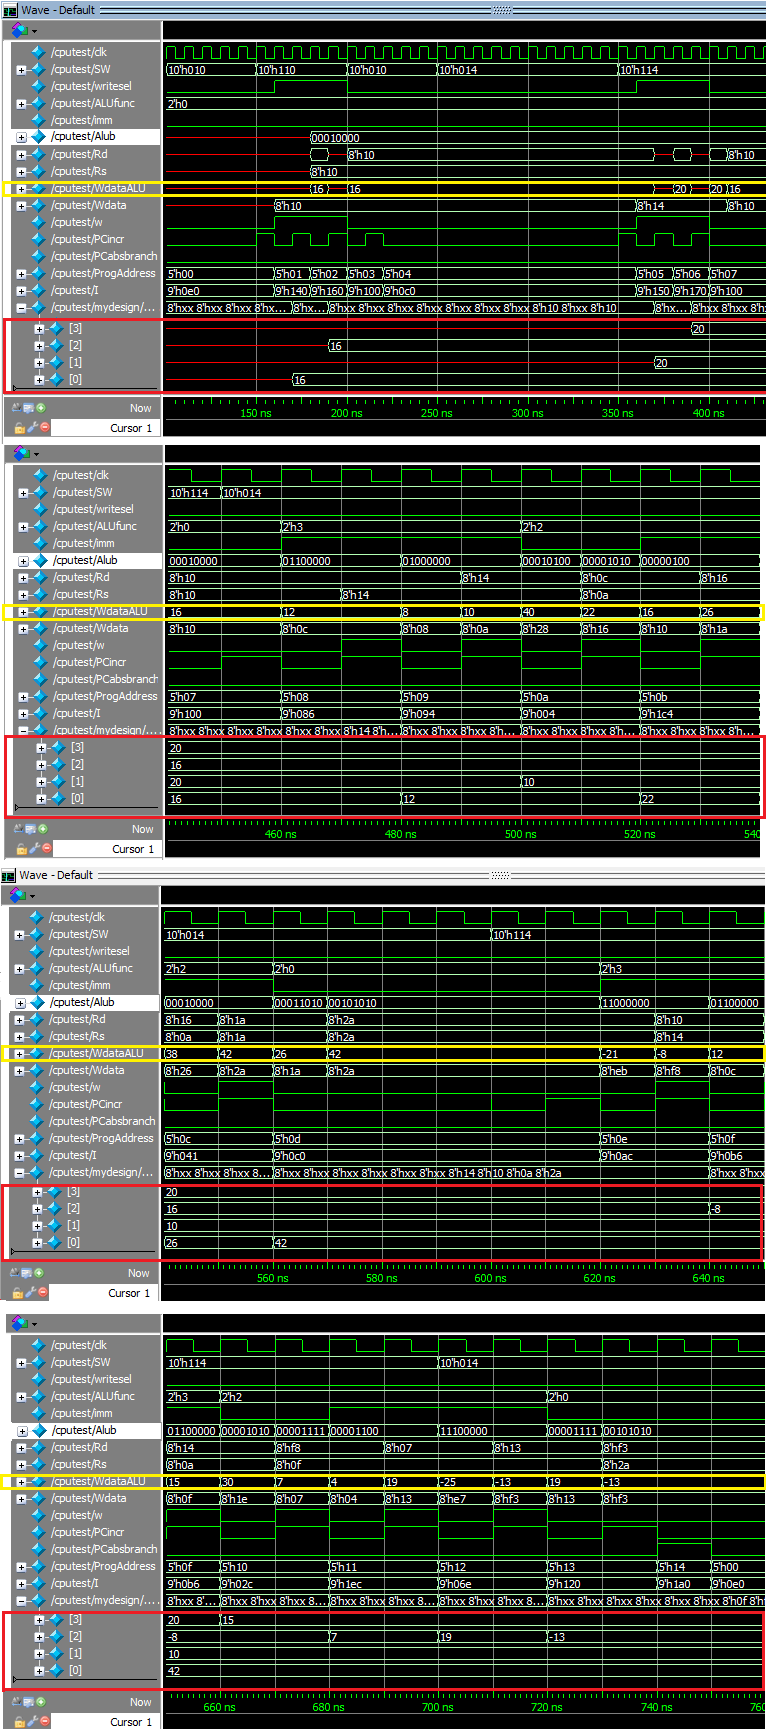 Wave - Default
/cputest/clk
/cputest/SW 10'h010 10'h110 10'h010 10'h014 10'h114
/cputest/writesel
/cputest/ALUfunc 2'h0
/cputest/imm
/cputest/Alub 00010000
/cputest/Rd 8'h10 8'h10
/cputest/Rs 8'h10
/cputest/WdataALU 16 16 20 20 16
/cputest/Wdata 8'h10 8'h14 8'h10
/cputest/w
/cputest/PCincr
/cputest/PCabsbranch
/cputest/ProgAddress 5'h00 5'h01 5'h02 5'h03 5'h04 5'h05 5'h06 5'h07
/cputest/I 9'h0e0 9'h140 9'h160 9'h100 9'h0c0 9'h150 9'h170 9'h100
/cputest/mydesign/... 8'hxx 8'hxx 8'hxx 8'hx... 8'hx... 8'hx... 8'hxx 8'hxx 8'hxx 8'hxx 8'hxx 8'h10 8'hxx 8'h10 8'hx... 8'hx... 8'hxx 8'hxx 8'hx
[3] 20
[2] 16
[1] 20
[0] 16
Now 150 ns 200 ns 250 ns 300 ns 350 ns 400 ns
Cursor 1
/cputest/clk
/cputest/SW 10'h114 10'h014
/cputest/writesel
/cputest/ALUfunc 2'h0 2'h3 2'h2
/cputest/imm
/cputest/Alub 00010000 01100000 01000000 00010100 00001010 00000100
/cputest/Rd 8'h10 8'h14 8'h0c 8'h16
/cputest/Rs 8'h10 8'h14 8'h0a
/cputest/WdataALU 16 12 8 10 40 22 16 26
/cputest/Wdata 8'h10 8'h0c 8'h08 8'h0a 8'h28 8'h16 8'h10 8'h1a
/cputest/w
/cputest/PCincr
/cputest/PCabsbranch
/cputest/ProgAddress 5'h07 5'h08 5'h09 5'h0a 5'h0b
/cputest/I 9'h100 9'h086 9'h094 9'h004 9'h1c4
/cputest/mydesign/.... 8'hxx 8'hxx 8'hxx 8'hxx 8'hxx 8'hxx 8'h14 8'h... 8'hxx 8'hxx 8'hxx 8'h... 8'hxx 8'hxx 8'hxx 8'h... 8'hxx 8'hxx 8'hxx 8'h...
[3] 20
[2] 16
[1] 20 10
[0] 16 12 22
Now 460 ns 480 ns 500 ns 520 ns 540
Cursor 1
Wave - Default
/cputest/clk
/cputest/SW 10'h014 10'h114
/cputest/writesel
/cputest/ALUfunc 2'h2 2'h0 2'h3
/cputest/imm
/cputest/Alub 00010000 00011010 00101010 11000000 01100000
/cputest/Rd 8'h16 8'h1a 8'h2a 8'h10
/cputest/Rs 8'h0a 8'h1a 8'h2a 8'h14
/cputest/WdataALU 38 42 26 42 -21 -8 12
/cputest/Wdata 8'h26 8'h2a 8'h1a 8'h2a 8'heb 8'hf8 8'h0c
/cputest/w
/cputest/PCincr
/cputest/PCabsbranch
/cputest/ProgAddress 5'h0c 5'h0d 5'h0e 5'h0f
/cputest/I 9'h041 9'h0c0 9'h0ac 9'h0b6
/cputest/mydesign/... 8'hxx 8'hxx 8'hxx 8... 8'hxx 8'hxx 8'hxx 8'hxx 8'hxx 8'hxx 8'h14 8'h10 8'h0a 8'h2a 8'hxx 8'hxx
[3] 20
[2] 16 -8
[1] 10
[0] 26 42
Now 560 ns 580 ns 600 ns 620 ns 640 ns
Cursor 1
/cputest/clk
/cputest/SW 10'h114 10'h014
/cputest/writesel
/cputest/ALUfunc 2'h3 2'h2 2'h0
/cputest/imm
/cputest/Alub 01100000 00001010 00001111 00001100 11100000 00001111 00101010
/cputest/Rd 8'h14 8'hf8 8'h07 8'h13 8'hf3
/cputest/Rs 8'h0a 8'h0f 8'h2a
/cputest/WdataALU 15 30 7 4 19 -25 -13 19 -13
/cputest/Wdata 8'h0f 8'h1e 8'h07 8'h04 8'h13 8'he7 8'hf3 8'h13 8'hf3
/cputest/w
/cputest/PCincr
/cputest/PCabsbranch
/cputest/ProgAddress 5'h0f 5'h10 5'h11 5'h12 5'h13 5'h14 5'h00
/cputest/I 9'h0b6 9'h02c 9'h1ec 9'h06e 9'h120 9'h1a0 9'h0e0
/cputest/mydesign/.... 8'hxx 8'... 8'hxx 8'hxx 8'hxx 8'... 8'hxx 8'hxx 8'hxx 8'... 8'hxx 8'hxx 8'hxx 8'... 8'hxx 8'hxx 8'hxx 8'hxx 8'hxx 8'hxx 8'h0f 8'hf
[3] 20 15
[2] -8 7 19 -13
[1] 10
[0] 42
Now 660 ns 680 ns 700 ns 720 ns 740 ns 760
Cursor 1